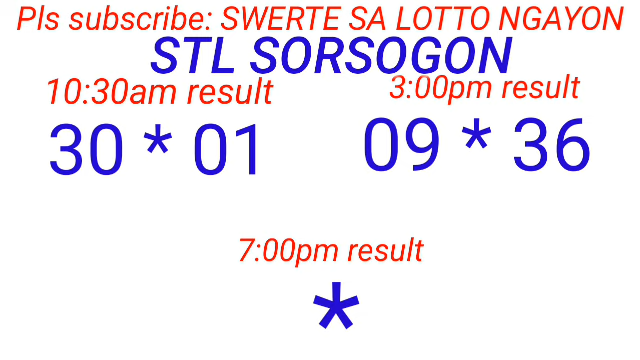 Pls subscribe: SWERTE SA LOTTO NGAYON
STL SORSOGON
10:30am result
3:00pm result
30 * 01
09 * 36
7:00pm result
*